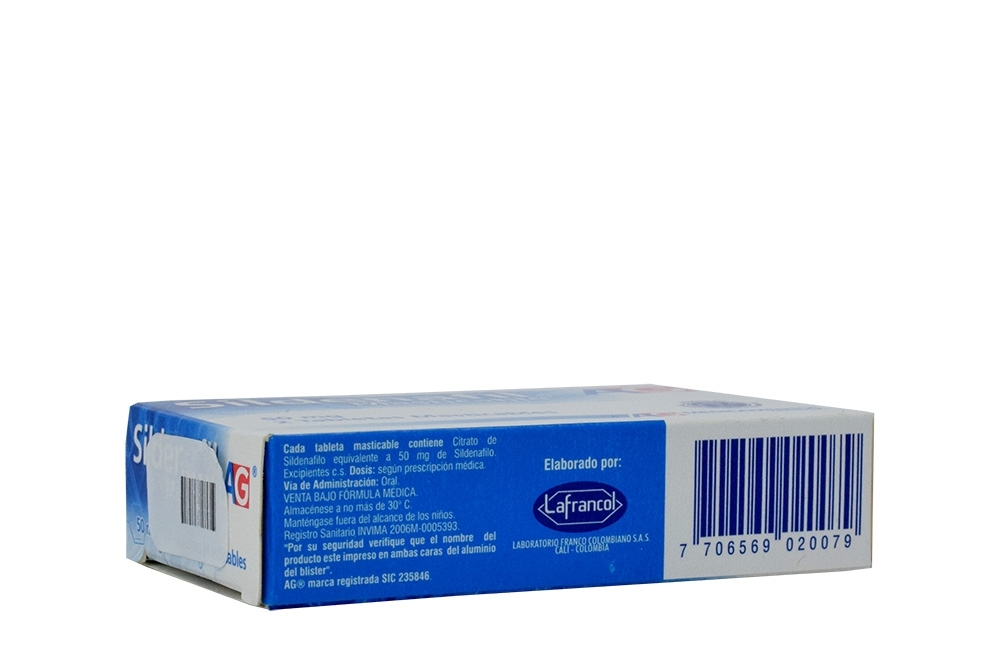 50 mg
AG
®
Cada tableta masticable contiene Citrato de
Sildenafilo equivalente a 50 mg de Sildenafilo.
Excipientes c.s. Dosis: según prescripción médica.
Vía de Administración: Oral.
VENTA BAJO FÓRMULA MEDICA.
Almacénese a no más de 30° C.
Manténgase fuera del alcance de los niños.
Registro Sanitario INVIMA 2006M-0005393.
"Por su seguridad verifique que el nombre del
producto este impreso en ambas caras del aluminio
del blister".
AG® marca registrada SIC 235846.
Elaborado por:
Lafrancol
LABORATORIO FRANCO COLOMBIANO S.A.S.
CALI - COLOMBIA
7 706569 020079